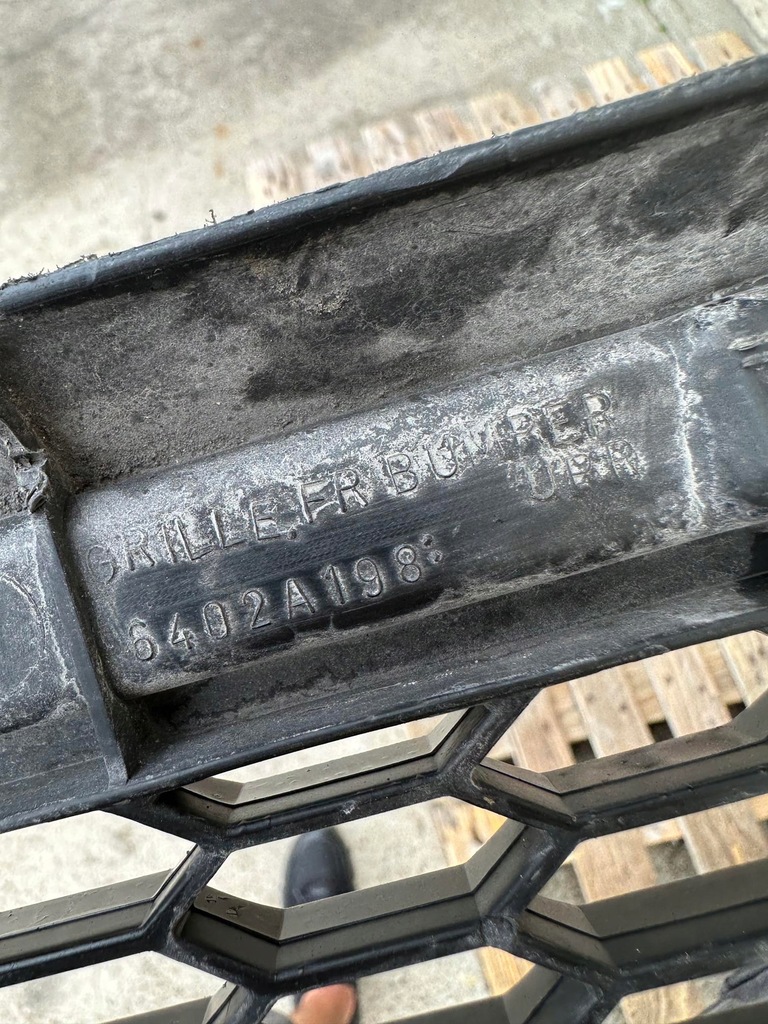 GRILLE, FR BUMPER
UPR
6402A198